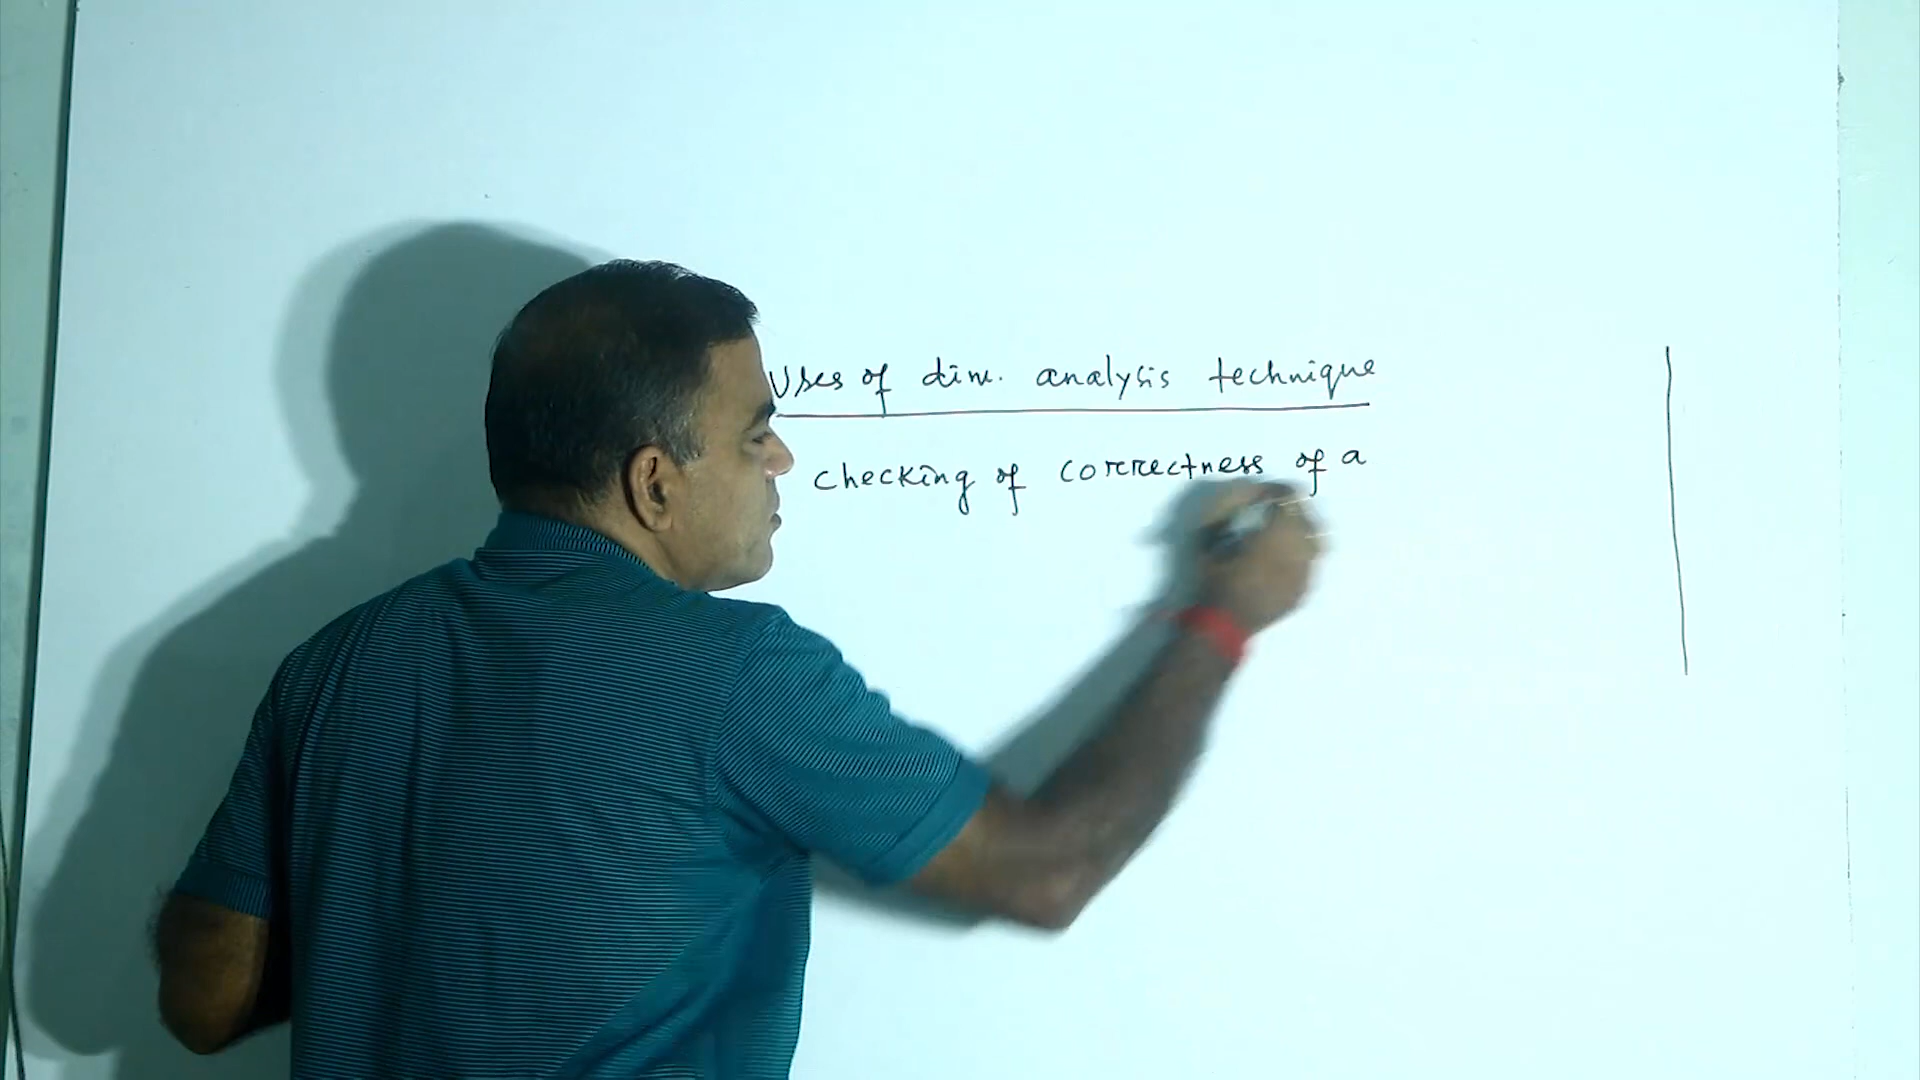 Uses of dim. analysis technique
checking of correctness of a